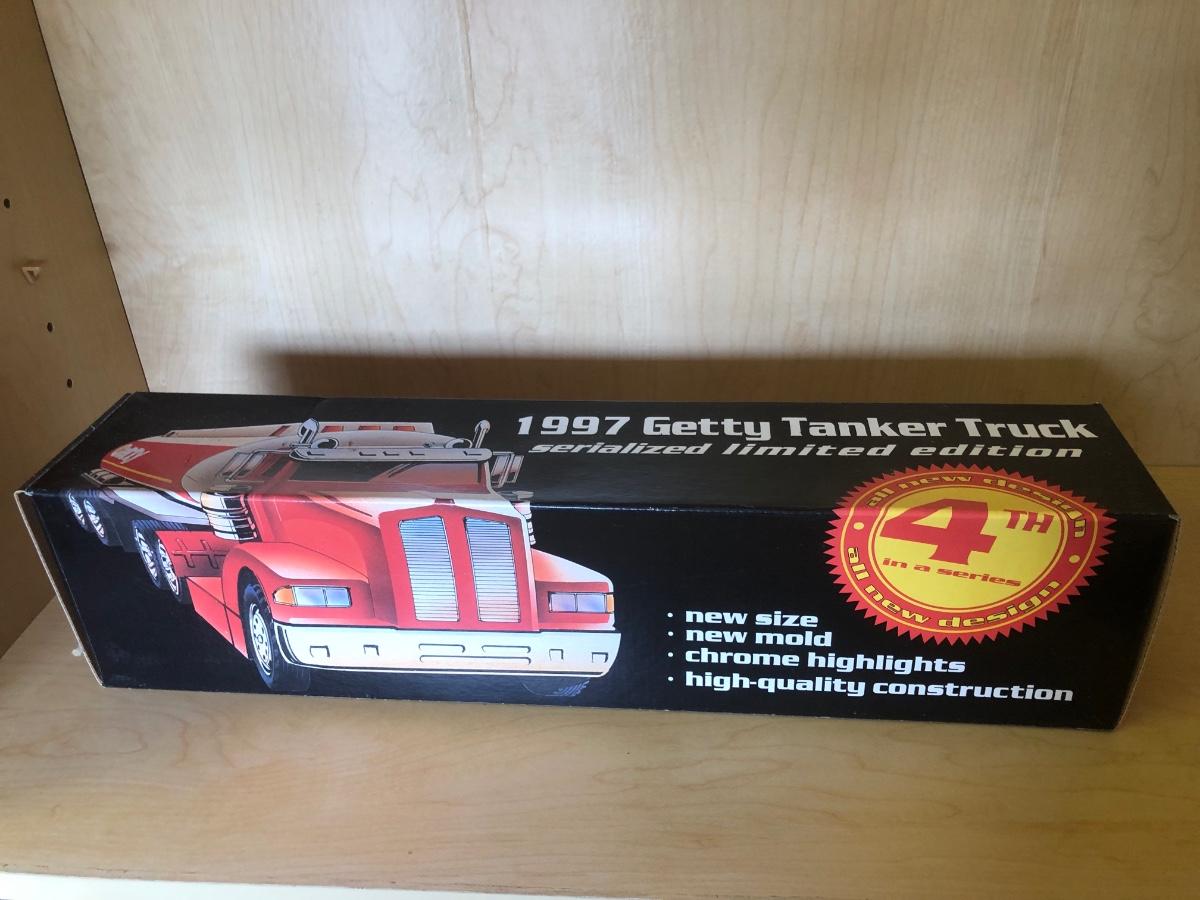 1997 Getty Tanker Truck
serialized limited edition
all new design
4TH
in a series
all new design
· new size
· new mold
· chrome highlights
· high-quality construction